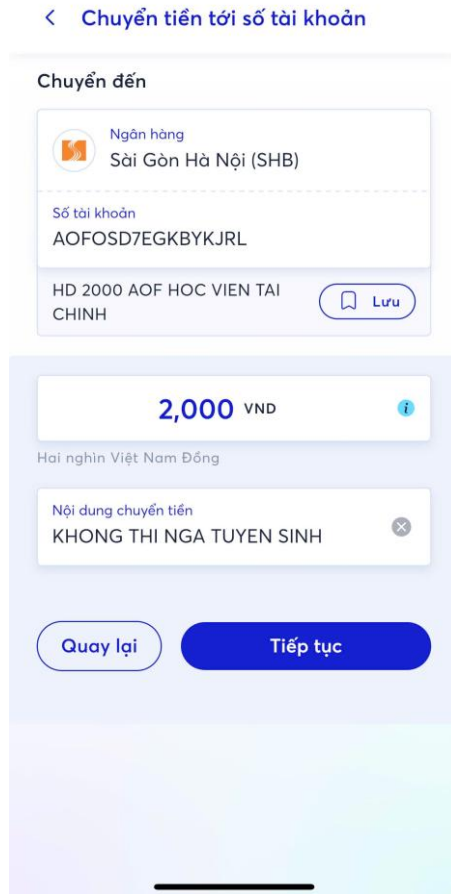 Chuyển tiền tới số tài khoản
Chuyển đến
Ngân hàng
Sài Gòn Hà Nội (SHB)
Số tài khoản
AOFOSD7EGKBYKJRL
HD 2000 AOF HOC VIEN TAI
CHINH
Lưu
2,000 VND
Hai nghìn Việt Nam Đồng
Nội dung chuyển tiền
KHONG THI NGA TUYEN SINH
Quay lại
Tiếp tục